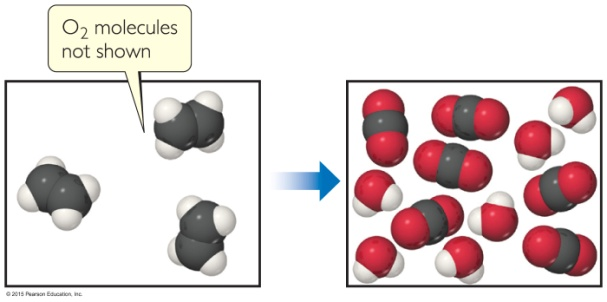 O₂ molecules
not shown
© 2015 Pearson Education, Inc.